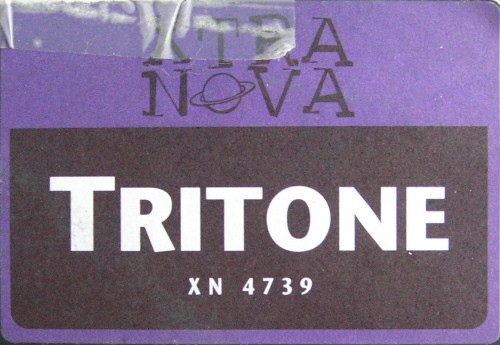 XTRA
NOVA
TRITONE
XN 4739